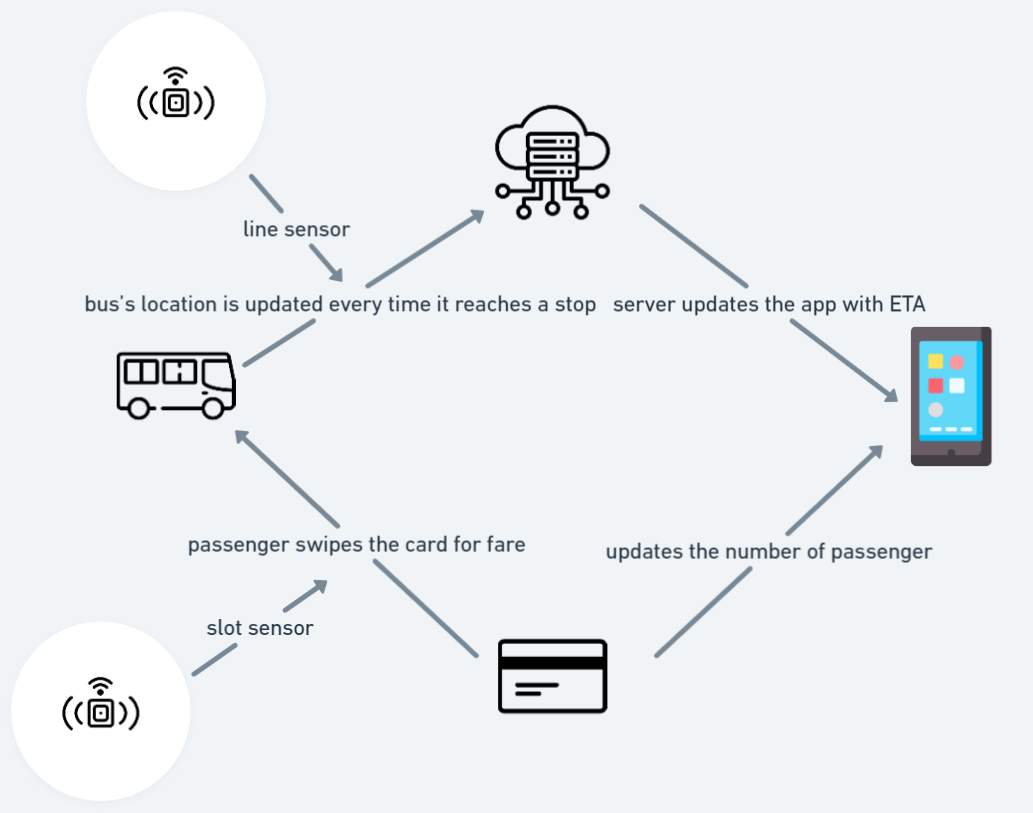 line sensor
bus's location is updated every time it reaches a stop
server updates the app with ETA
passenger swipes the card for fare
updates the number of passenger
slot sensor